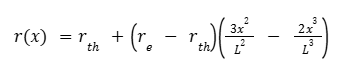 r(x) = r_th + (r_e − r_th)(3x²/L² − 2x³/L³)